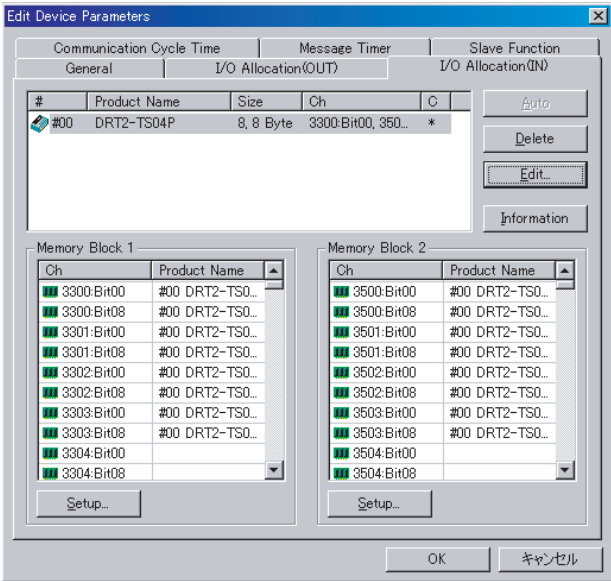 Edit Device Parameters
Communication Cycle Time Message Timer Slave Function
General I/O Allocation(OUT) I/O Allocation(IN)
# Product Name Size Ch C
#00 DRT2-TS04P 8, 8 Byte 3300:Bit00, 350... *
Auto
Delete
Edit...
Information
Memory Block 1
Ch Product Name
3300:Bit00 #00 DRT2-TS0...
3300:Bit08 #00 DRT2-TS0...
3301:Bit00 #00 DRT2-TS0...
3301:Bit08 #00 DRT2-TS0...
3302:Bit00 #00 DRT2-TS0...
3302:Bit08 #00 DRT2-TS0...
3303:Bit00 #00 DRT2-TS0...
3303:Bit08 #00 DRT2-TS0...
3304:Bit00
3304:Bit08
Setup...
Memory Block 2
Ch Product Name
3500:Bit00 #00 DRT2-TS0...
3500:Bit08 #00 DRT2-TS0...
3501:Bit00 #00 DRT2-TS0...
3501:Bit08 #00 DRT2-TS0...
3502:Bit00 #00 DRT2-TS0...
3502:Bit08 #00 DRT2-TS0...
3503:Bit00 #00 DRT2-TS0...
3503:Bit08 #00 DRT2-TS0...
3504:Bit00
3504:Bit08
Setup...
OK キャンセル